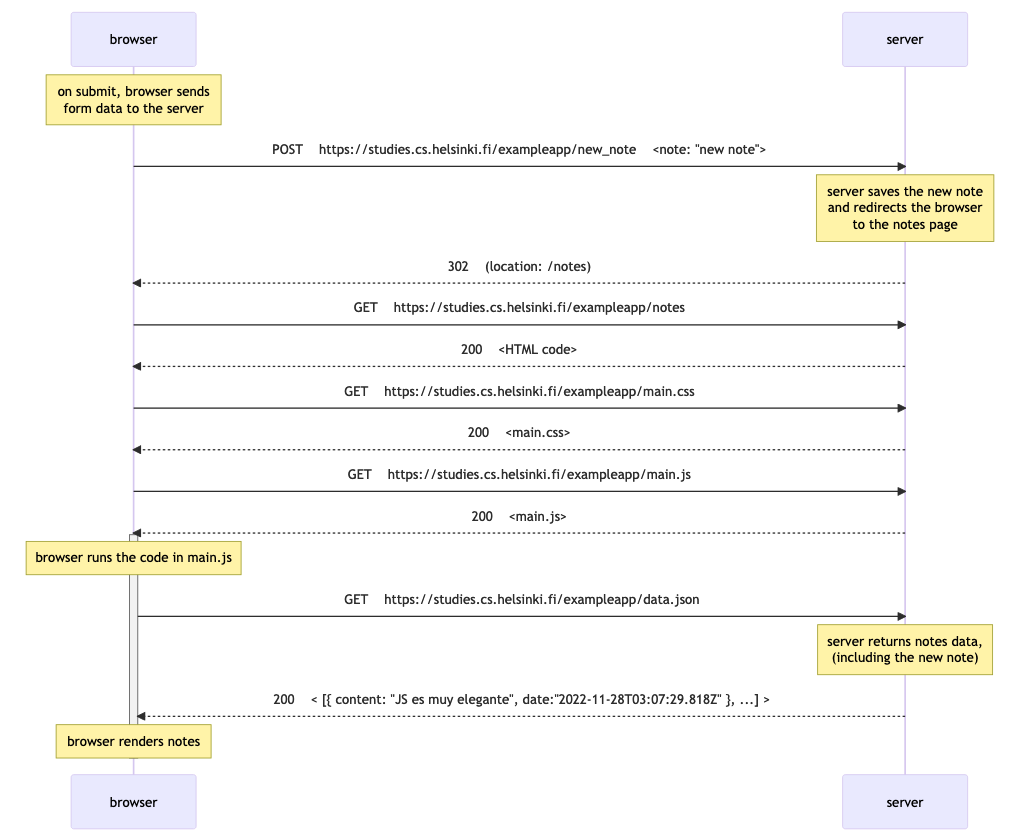 browser
server
on submit, browser sends
form data to the server
POST https://studies.cs.helsinki.fi/exampleapp/new_note <note: "new note">
server saves the new note
and redirects the browser
to the notes page
302 (location: /notes)
GET https://studies.cs.helsinki.fi/exampleapp/notes
200 <HTML code>
GET https://studies.cs.helsinki.fi/exampleapp/main.css
200 <main.css>
GET https://studies.cs.helsinki.fi/exampleapp/main.js
200 <main.js>
browser runs the code in main.js
GET https://studies.cs.helsinki.fi/exampleapp/data.json
server returns notes data,
(including the new note)
200 < [{ content: "JS es muy elegante", date:"2022-11-28T03:07:29.818Z" }, ...] >
browser renders notes
browser
server